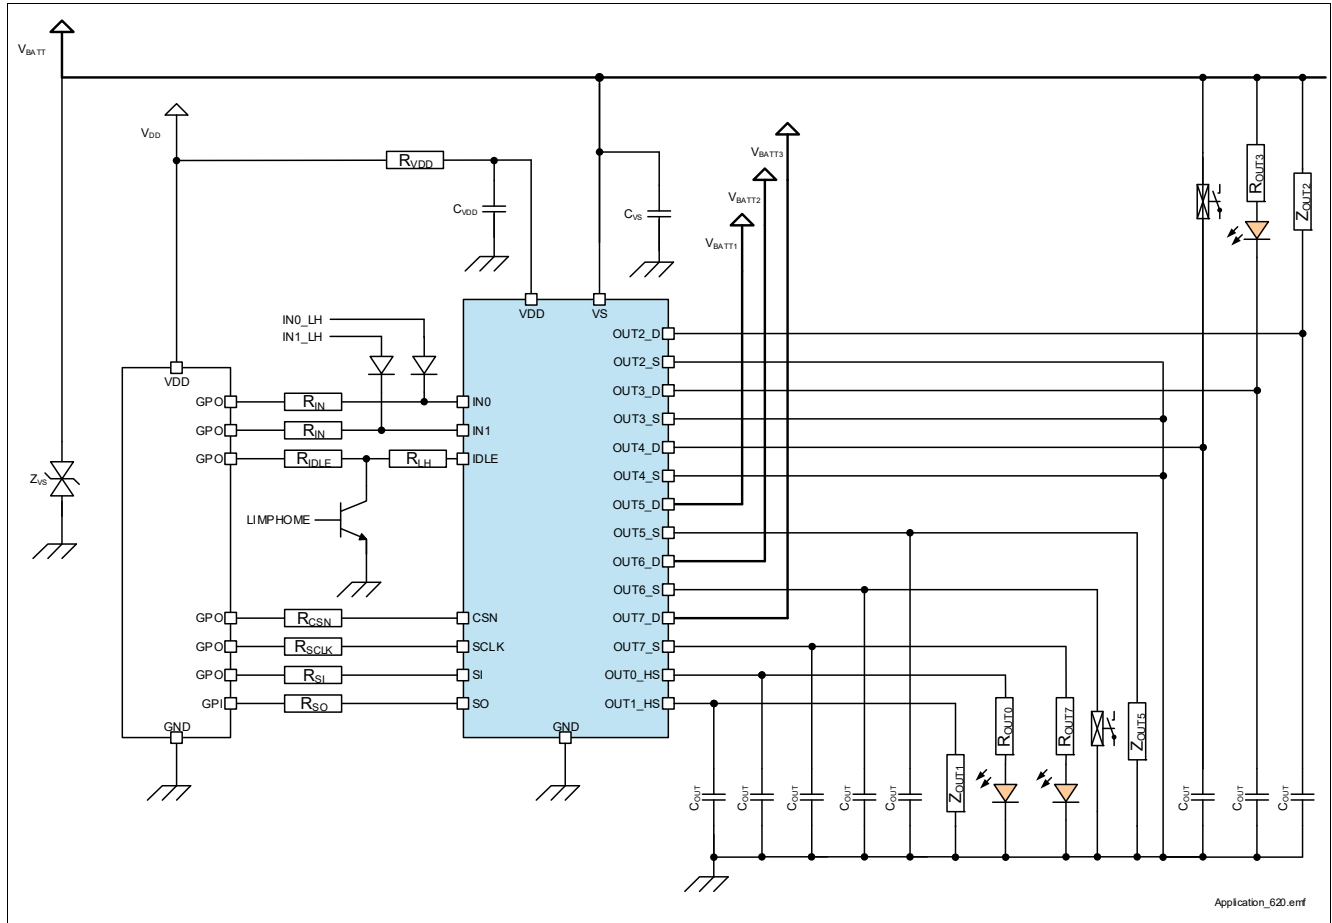 VBATT
VDD
RVDD
CVDD
CVS
VBATT3
VBATT2
VBATT1
ROUT3
ZOUT2
IN0_LH
IN1_LH
VDD
VS
VDD
OUT2_D
OUT2_S
OUT3_D
OUT3_S
OUT4_D
OUT4_S
OUT5_D
OUT5_S
OUT6_D
OUT6_S
OUT7_D
OUT7_S
OUT0_HS
OUT1_HS
GPO RIN IN0
GPO RIN IN1
GPO RIDLE RLH IDLE
ZVS
LIMPHOME
GPO RCSN CSN
GPO RSCLK SCLK
GPO RSI SI
GPI RSO SO
GND
GND
COUT
COUT
COUT
COUT
COUT
ZOUT1
ROUT0
ROUT7
ZOUT5
COUT
COUT
COUT
Application_620.emf